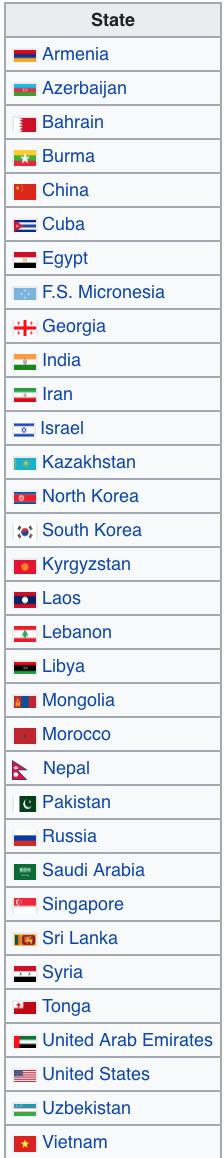 State
Armenia
Azerbaijan
Bahrain
Burma
China
Cuba
Egypt
F.S. Micronesia
Georgia
India
Iran
Israel
Kazakhstan
North Korea
South Korea
Kyrgyzstan
Laos
Lebanon
Libya
Mongolia
Morocco
Nepal
Pakistan
Russia
Saudi Arabia
Singapore
Sri Lanka
Syria
Tonga
United Arab Emirates
United States
Uzbekistan
Vietnam